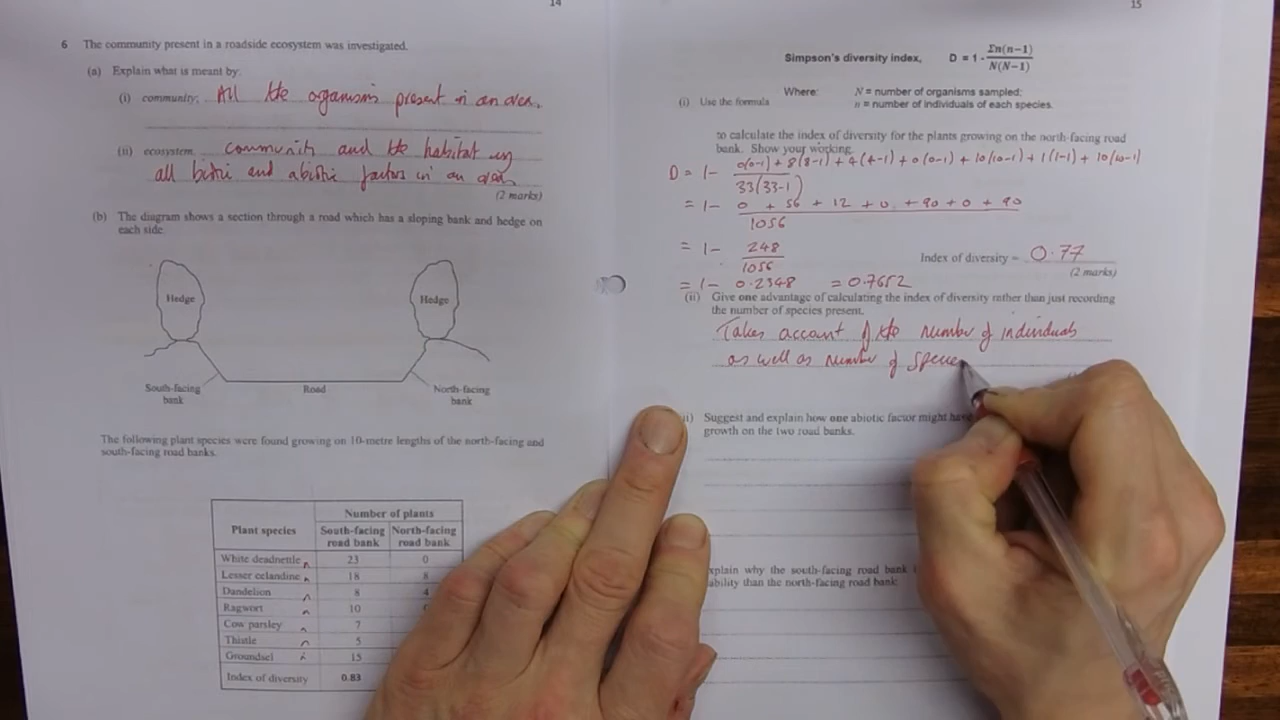 14
6 The community present in a roadside ecosystem was investigated.
(a) Explain what is meant by:
(i) community; All the organisms present in an area.
(ii) ecosystem. community and the habitat
all biotic and abiotic factors in an area
(2 marks)
(b) The diagram shows a section through a road which has a sloping bank and hedge on
each side.
Hedge
Hedge
South-facing
bank
Road
North-facing
bank
The following plant species were found growing on 10-metre lengths of the north-facing and
south-facing road banks.
Plant species
Number of plants
South-facing
road bank
North-facing
road bank
White deadnettle 23 0
Lesser celandine 18 8
Dandelion 8 4
Ragwort 10
Cow parsley 7
Thistle 5
Groundsel 15
Index of diversity 0.83
15
Simpson's diversity index, D = 1 - Σn(n−1)
N(N−1)
Where: N = number of organisms sampled;
n = number of individuals of each species.
(i) Use the formula
to calculate the index of diversity for the plants growing on the north-facing road
bank. Show your working.
D = 1 - 0(0-1) + 8(8-1) + 4(4-1) + 0(0-1) + 10(10-1) + 1(1-1) + 10(10-1)
33(33-1)
= 1 - 0 + 56 + 12 + 0 + 90 + 0 + 90
1056
= 1 - 248
1056
Index of diversity = 0.77
(2 marks)
= 1 - 0.2348 = 0.7652
(ii) Give one advantage of calculating the index of diversity rather than just recording
the number of species present.
Takes account of the number of individuals
as well as number of specie
Suggest and explain how one abiotic factor might have
growth on the two road banks.
xplain why the south-facing road bank
ability than the north-facing road bank.